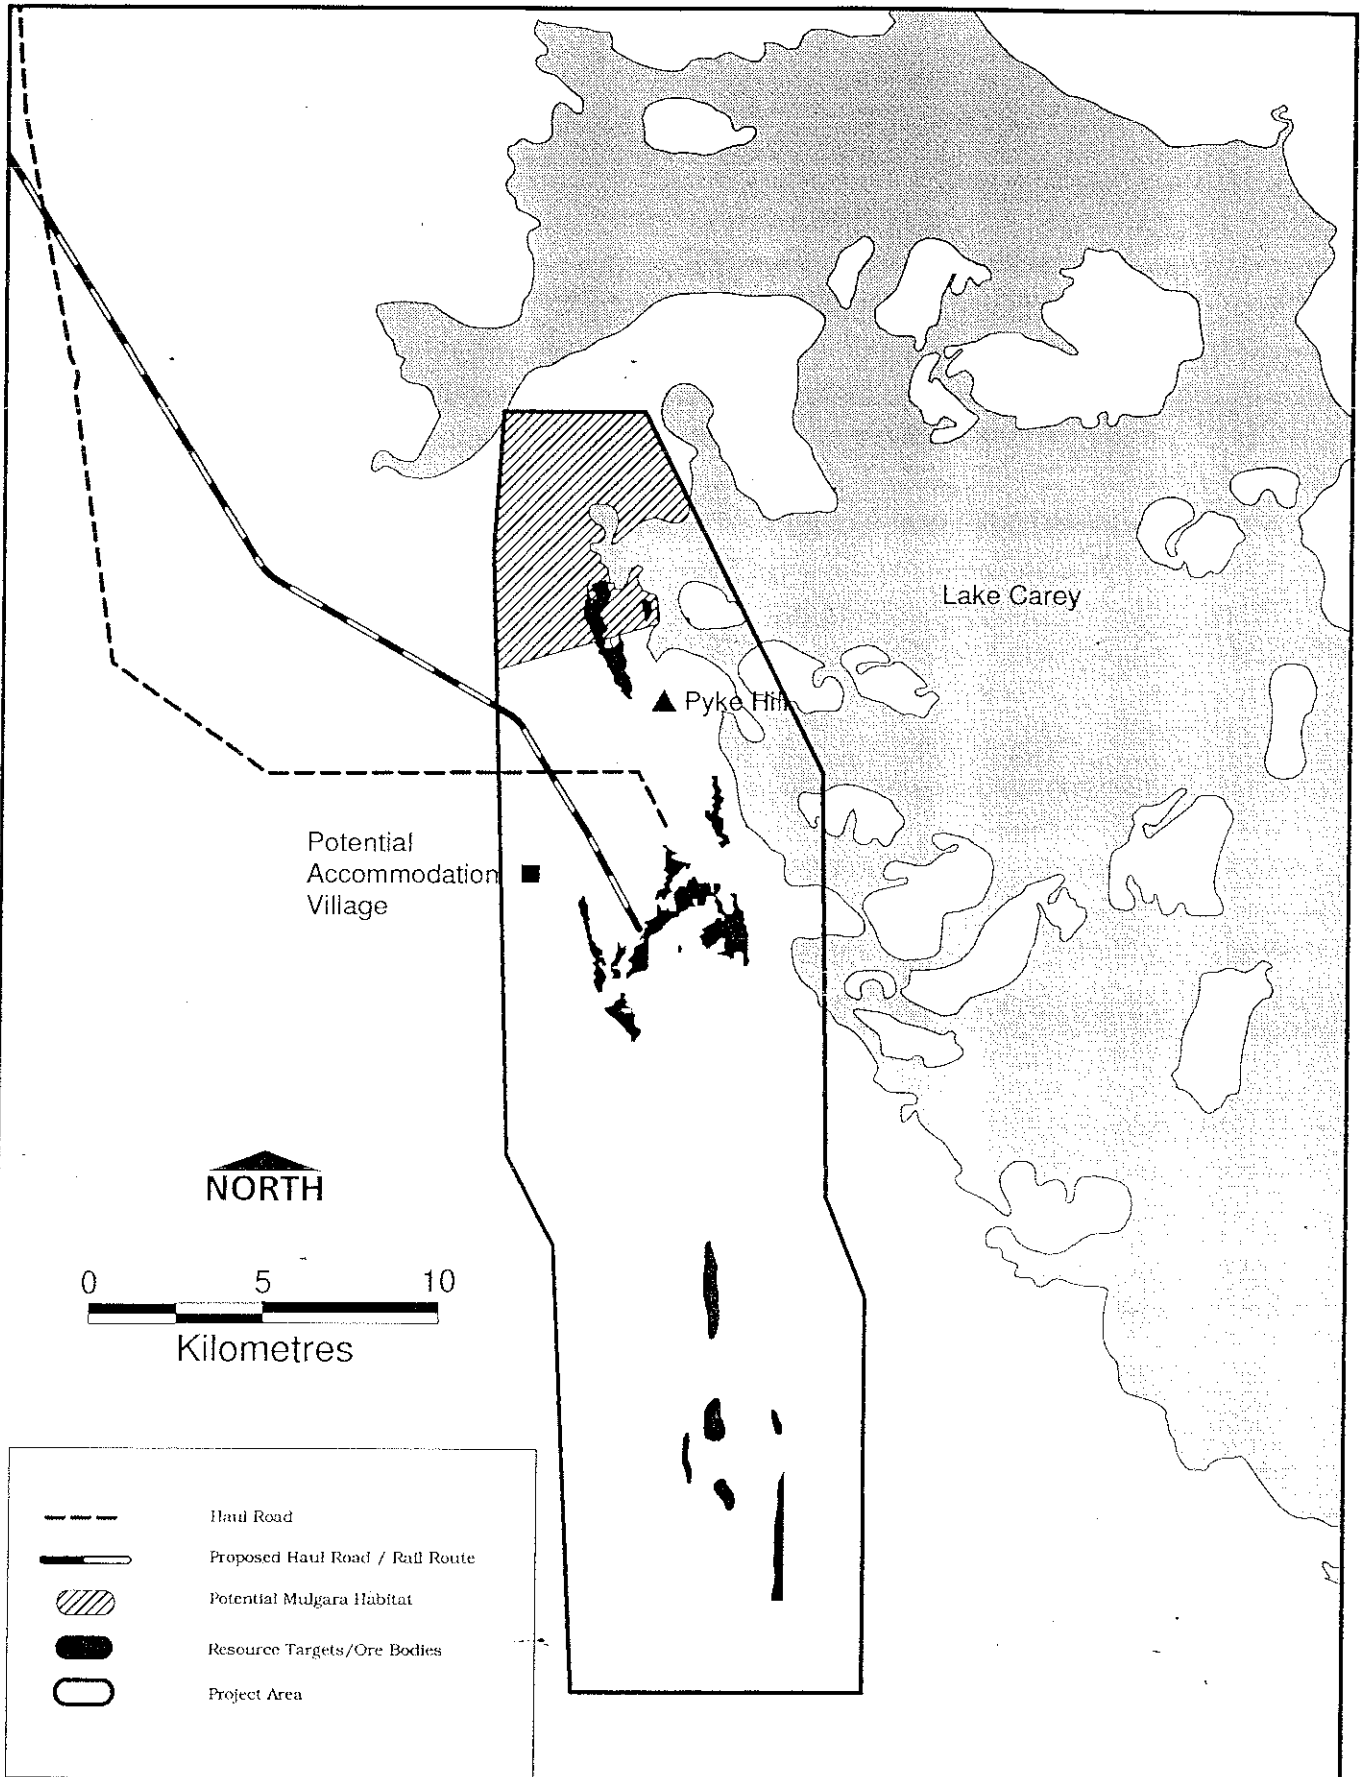 Lake Carey
Pyke Hill
Potential
Accommodation
Village
NORTH
0 5 10
Kilometres
Haul Road
Proposed Haul Road / Rail Route
Potential Mulgara Habitat
Resource Targets/Ore Bodies
Project Area